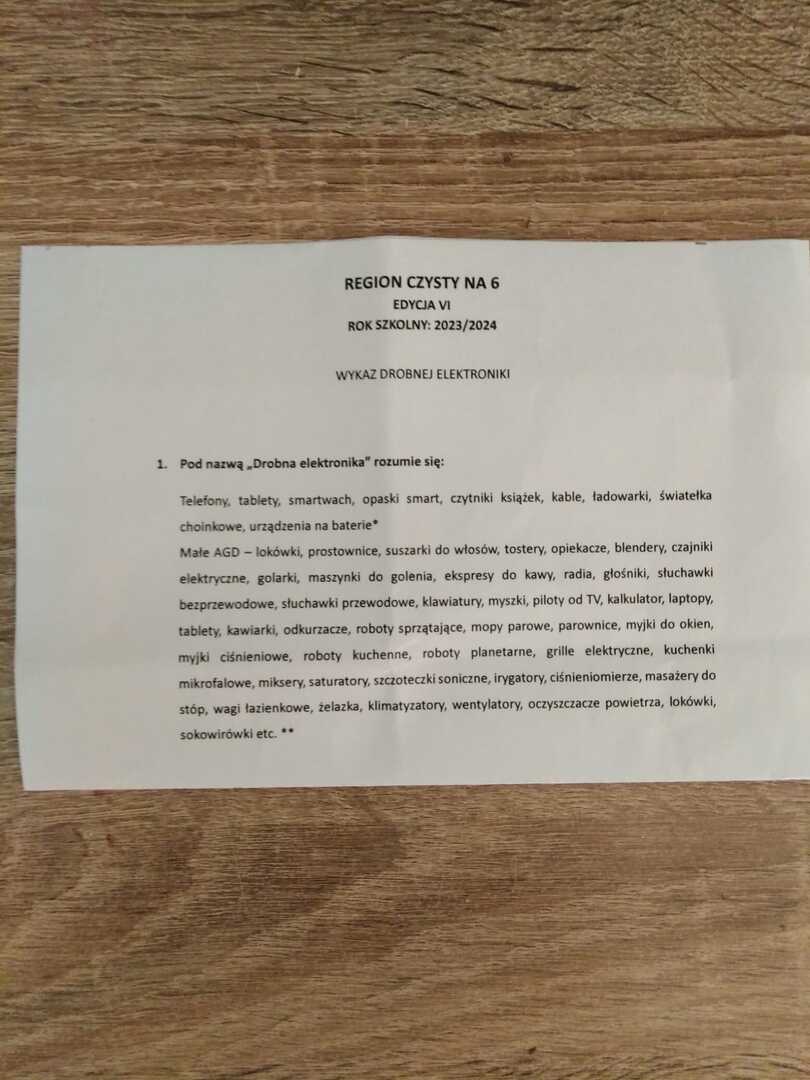 REGION CZYSTY NA 6
EDYCJA VI
ROK SZKOLNY: 2023/2024
WYKAZ DROBNEJ ELEKTRONIKI
1. Pod nazwą „Drobna elektronika" rozumie się:
Telefony, tablety, smartwach, opaski smart, czytniki książek, kable, ładowarki, światełka
choinkowe, urządzenia na baterie*
Małe AGD – lokówki, prostownice, suszarki do włosów, tostery, opiekacze, blendery, czajniki
elektryczne, golarki, maszynki do golenia, ekspresy do kawy, radia, głośniki, słuchawki
bezprzewodowe, słuchawki przewodowe, klawiatury, myszki, piloty od TV, kalkulator, laptopy,
tablety, kawiarki, odkurzacze, roboty sprzątające, mopy parowe, parownice, myjki do okien,
myjki ciśnieniowe, roboty kuchenne, roboty planetarne, grille elektryczne, kuchenki
mikrofalowe, miksery, saturatory, szczoteczki soniczne, irygatory, ciśnieniomierze, masażery do
stóp, wagi łazienkowe, żelazka, klimatyzatory, wentylatory, oczyszczacze powietrza, lokówki,
sokowirówki etc. **